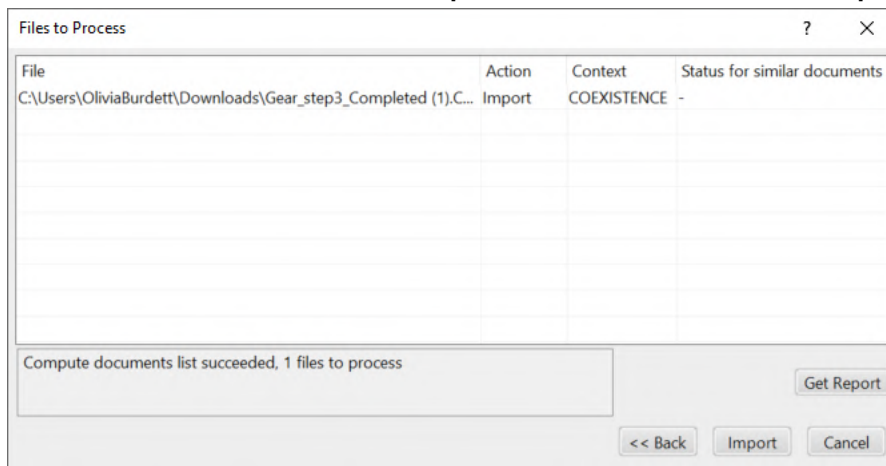 Files to Process ? ×
File Action Context Status for similar documents
C:\Users\OliviaBurdett\Downloads\Gear_step3_Completed (1).C... Import COEXISTENCE -
Compute documents list succeeded, 1 files to process
Get Report
<< Back Import Cancel